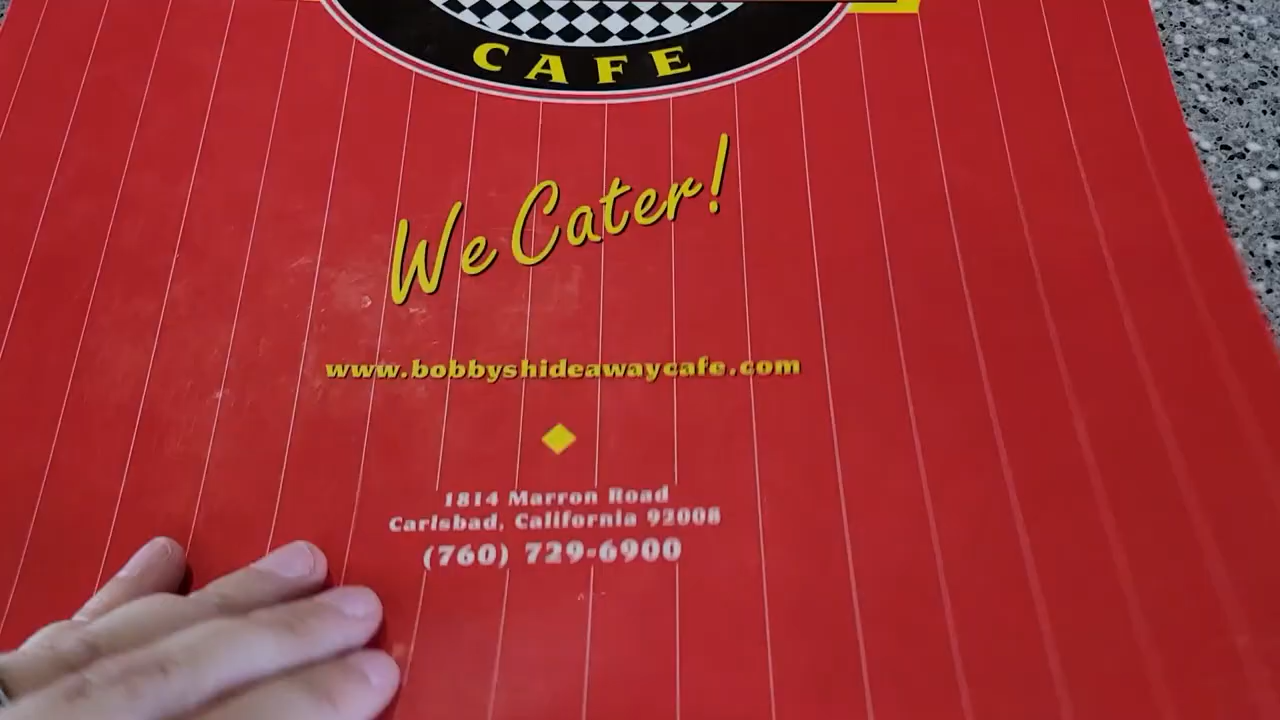 CAFE
We Cater!
www.bobbyshideawaycafe.com
1814 Marron Road
Carlsbad, California 92008
(760) 729-6900